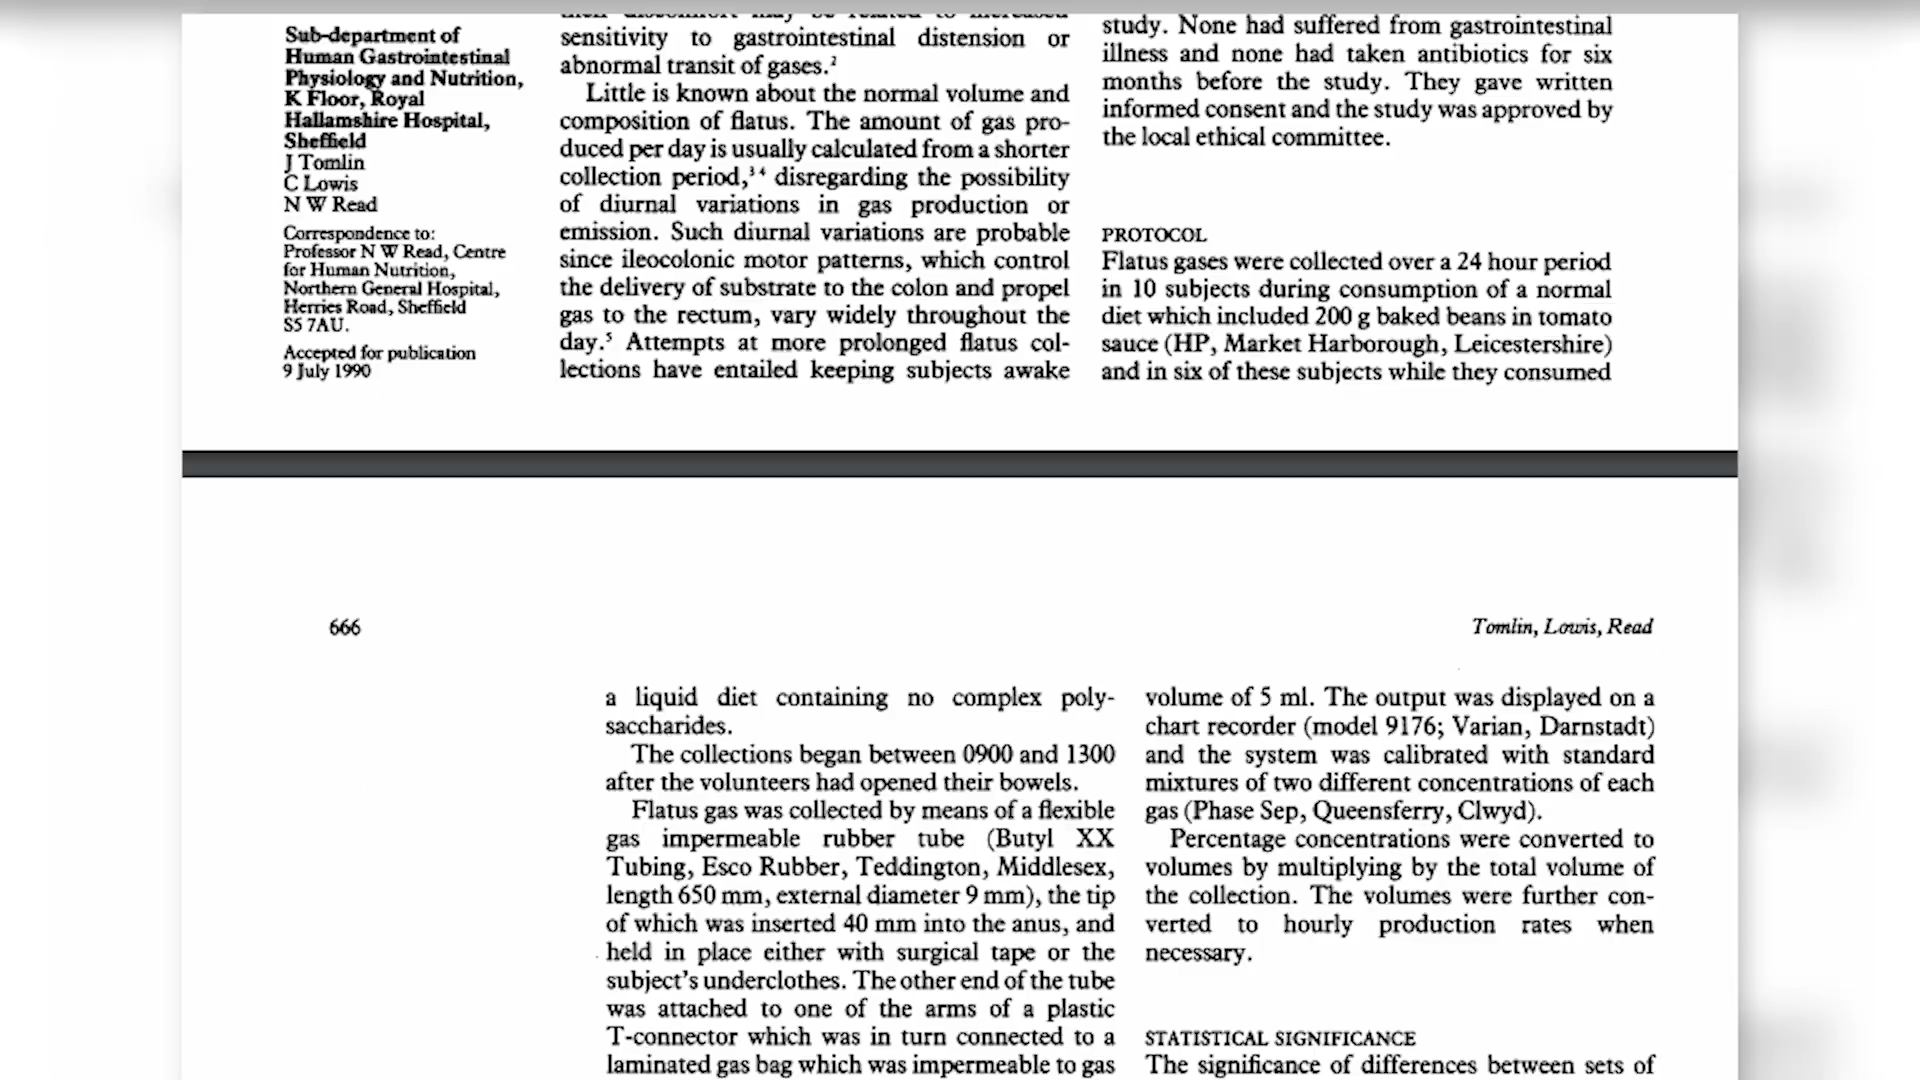 Sub-department of
Human Gastrointestinal
Physiology and Nutrition,
K Floor, Royal
Hallamshire Hospital,
Sheffield
J Tomlin
C Lowis
N W Read
Correspondence to:
Professor N W Read, Centre
for Human Nutrition,
Northern General Hospital,
Herries Road, Sheffield
S5 7AU.
Accepted for publication
9 July 1990
their discomfort may be related to increased
sensitivity to gastrointestinal distension or
abnormal transit of gases.²
Little is known about the normal volume and
composition of flatus. The amount of gas pro-
duced per day is usually calculated from a shorter
collection period,³ ⁴ disregarding the possibility
of diurnal variations in gas production or
emission. Such diurnal variations are probable
since ileocolonic motor patterns, which control
the delivery of substrate to the colon and propel
gas to the rectum, vary widely throughout the
day.⁵ Attempts at more prolonged flatus col-
lections have entailed keeping subjects awake
study. None had suffered from gastrointestinal
illness and none had taken antibiotics for six
months before the study. They gave written
informed consent and the study was approved by
the local ethical committee.
PROTOCOL
Flatus gases were collected over a 24 hour period
in 10 subjects during consumption of a normal
diet which included 200 g baked beans in tomato
sauce (HP, Market Harborough, Leicestershire)
and in six of these subjects while they consumed
666
Tomlin, Lowis, Read
a liquid diet containing no complex poly-
saccharides.
The collections began between 0900 and 1300
after the volunteers had opened their bowels.
Flatus gas was collected by means of a flexible
gas impermeable rubber tube (Butyl XX
Tubing, Esco Rubber, Teddington, Middlesex,
length 650 mm, external diameter 9 mm), the tip
of which was inserted 40 mm into the anus, and
held in place either with surgical tape or the
subject's underclothes. The other end of the tube
was attached to one of the arms of a plastic
T-connector which was in turn connected to a
laminated gas bag which was impermeable to gas
volume of 5 ml. The output was displayed on a
chart recorder (model 9176; Varian, Darnstadt)
and the system was calibrated with standard
mixtures of two different concentrations of each
gas (Phase Sep, Queensferry, Clwyd).
Percentage concentrations were converted to
volumes by multiplying by the total volume of
the collection. The volumes were further con-
verted to hourly production rates when
necessary.
STATISTICAL SIGNIFICANCE
The significance of differences between sets of